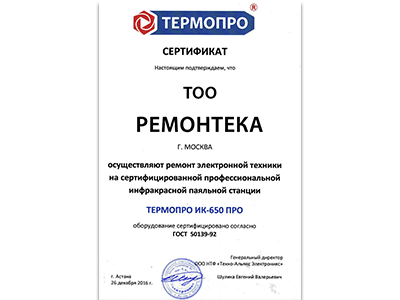 ТЕРМОПРО ®
СЕРТИФИКАТ
Настоящим подтверждаем, что
ТОО
РЕМОНТЕКА
Г. МОСКВА
осуществляют ремонт электронной техники
на сертифицированной профессиональной
инфракрасной паяльной станции
ТЕРМОПРО ИК-650 ПРО
оборудование сертифицировано согласно
ГОСТ 50139-92
Генеральный директор
ООО НТФ «Техно-Альянс Электроникс»
г. Астана
26 декабря 2016 г.
Шулика Евгений Валерьевич